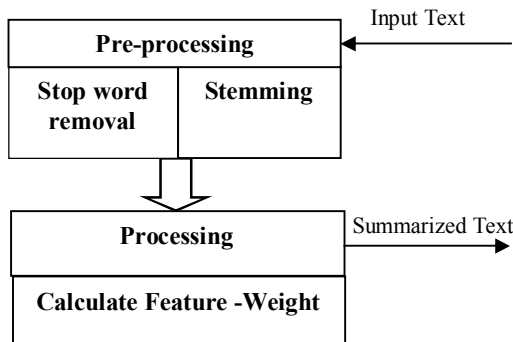 Input Text
Pre-processing
Stop word
removal
Stemming
Processing
Summarized Text
Calculate Feature -Weight